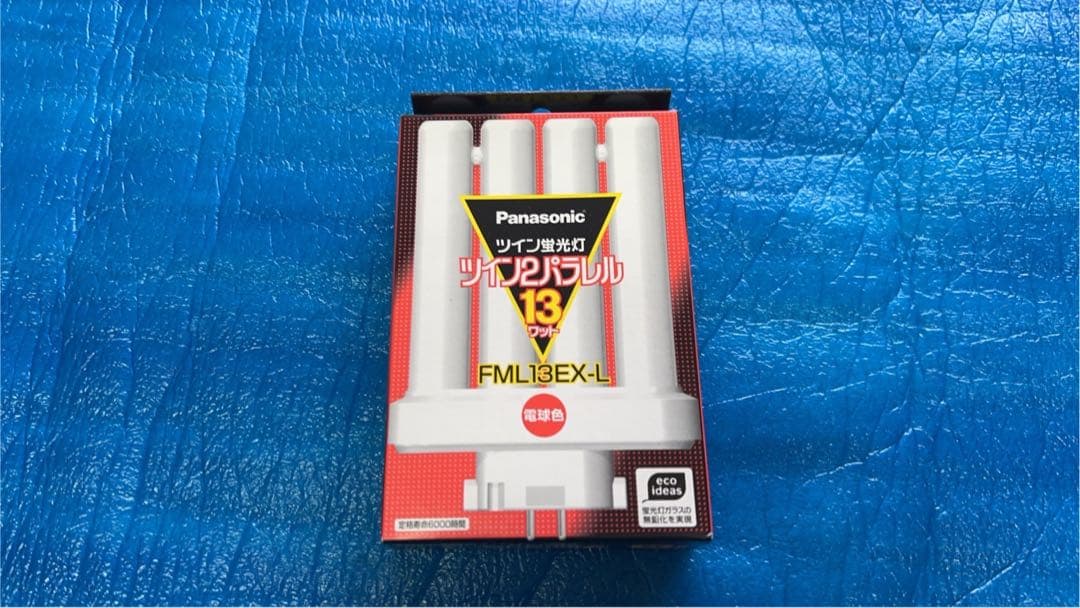 Panasonic
ツイン蛍光灯
ツイン2パラレル
13
ワット
FML13EX-L
電球色
eco
ideas
蛍光灯ガラスの
無鉛化を実現
定格寿命6000時間